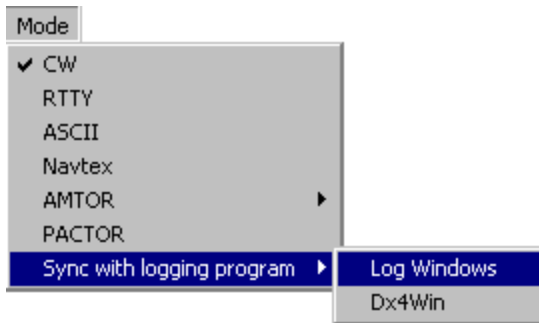 Mode
CW
RTTY
ASCII
Navtex
AMTOR
PACTOR
Sync with logging program
Log Windows
Dx4Win